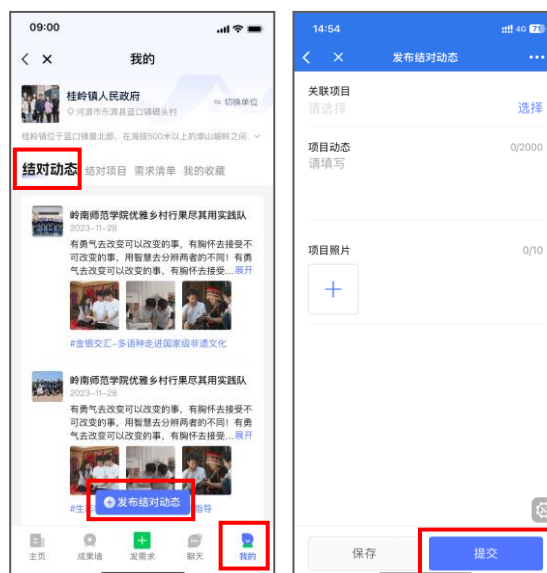 09:00
我的
桂岭镇人民政府
切换单位
河源市东源县蓝口镇礤头村
桂岭镇位于蓝口镇最北部，在海拔500米以上的崇山峻岭之间.
结对动态 结对项目 需求清单 我的收藏
岭南师范学院优雅乡村行果尽其用实践队
2023-11-28
有勇气去改变可以改变的事，有胸怀去接受不
可改变的事，用智慧去分辨两者的不同！有勇
气去改变可以改变的事，有胸怀去接受...展开
#金银交汇-多语种走进国家级非遗文化
岭南师范学院优雅乡村行果尽其用实践队
2023-11-28
有勇气去改变可以改变的事，有胸怀去接受不
可改变的事，用智慧去分辨两者的不同！有勇
气去改变可以改变的事，有胸怀去接受...展开
发布结对动态
#生 指导
主页 成果墙 发需求 聊天 我的
14:54
4G 71
发布结对动态
关联项目
请选择 选择
项目动态 0/2000
请填写
项目照片 0/10
保存 提交